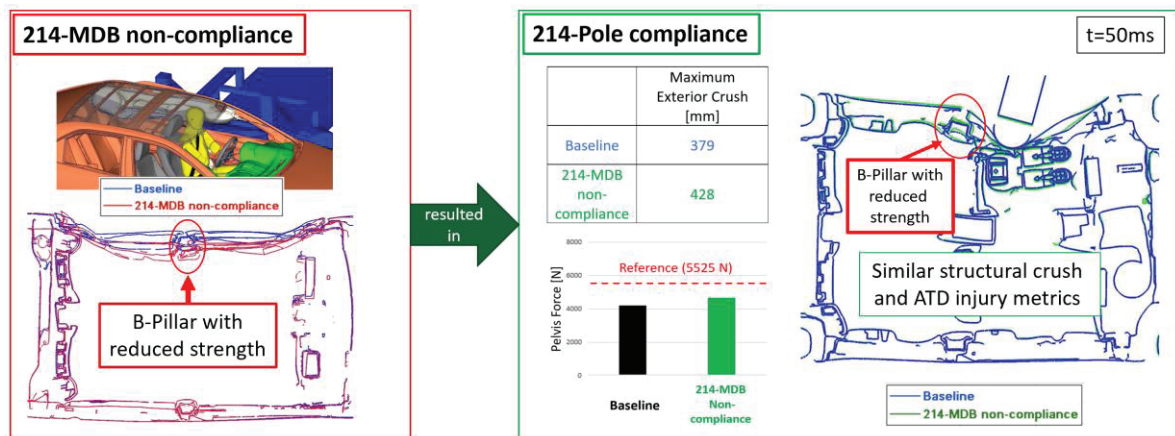 214-MDB non-compliance
Baseline
214-MDB non-compliance
B-Pillar with
reduced strength
resulted
in
214-Pole compliance
t=50ms
Maximum
Exterior Crush
[mm]
Baseline
379
214-MDB
non-
compliance
428
Pelvis Force [N]
8000
6000
4000
2000
0
Reference (5525 N)
Baseline
214-MDB
Non-
compliance
B-Pillar with
reduced
strength
Similar structural crush
and ATD injury metrics
Baseline
214-MDB non-compliance